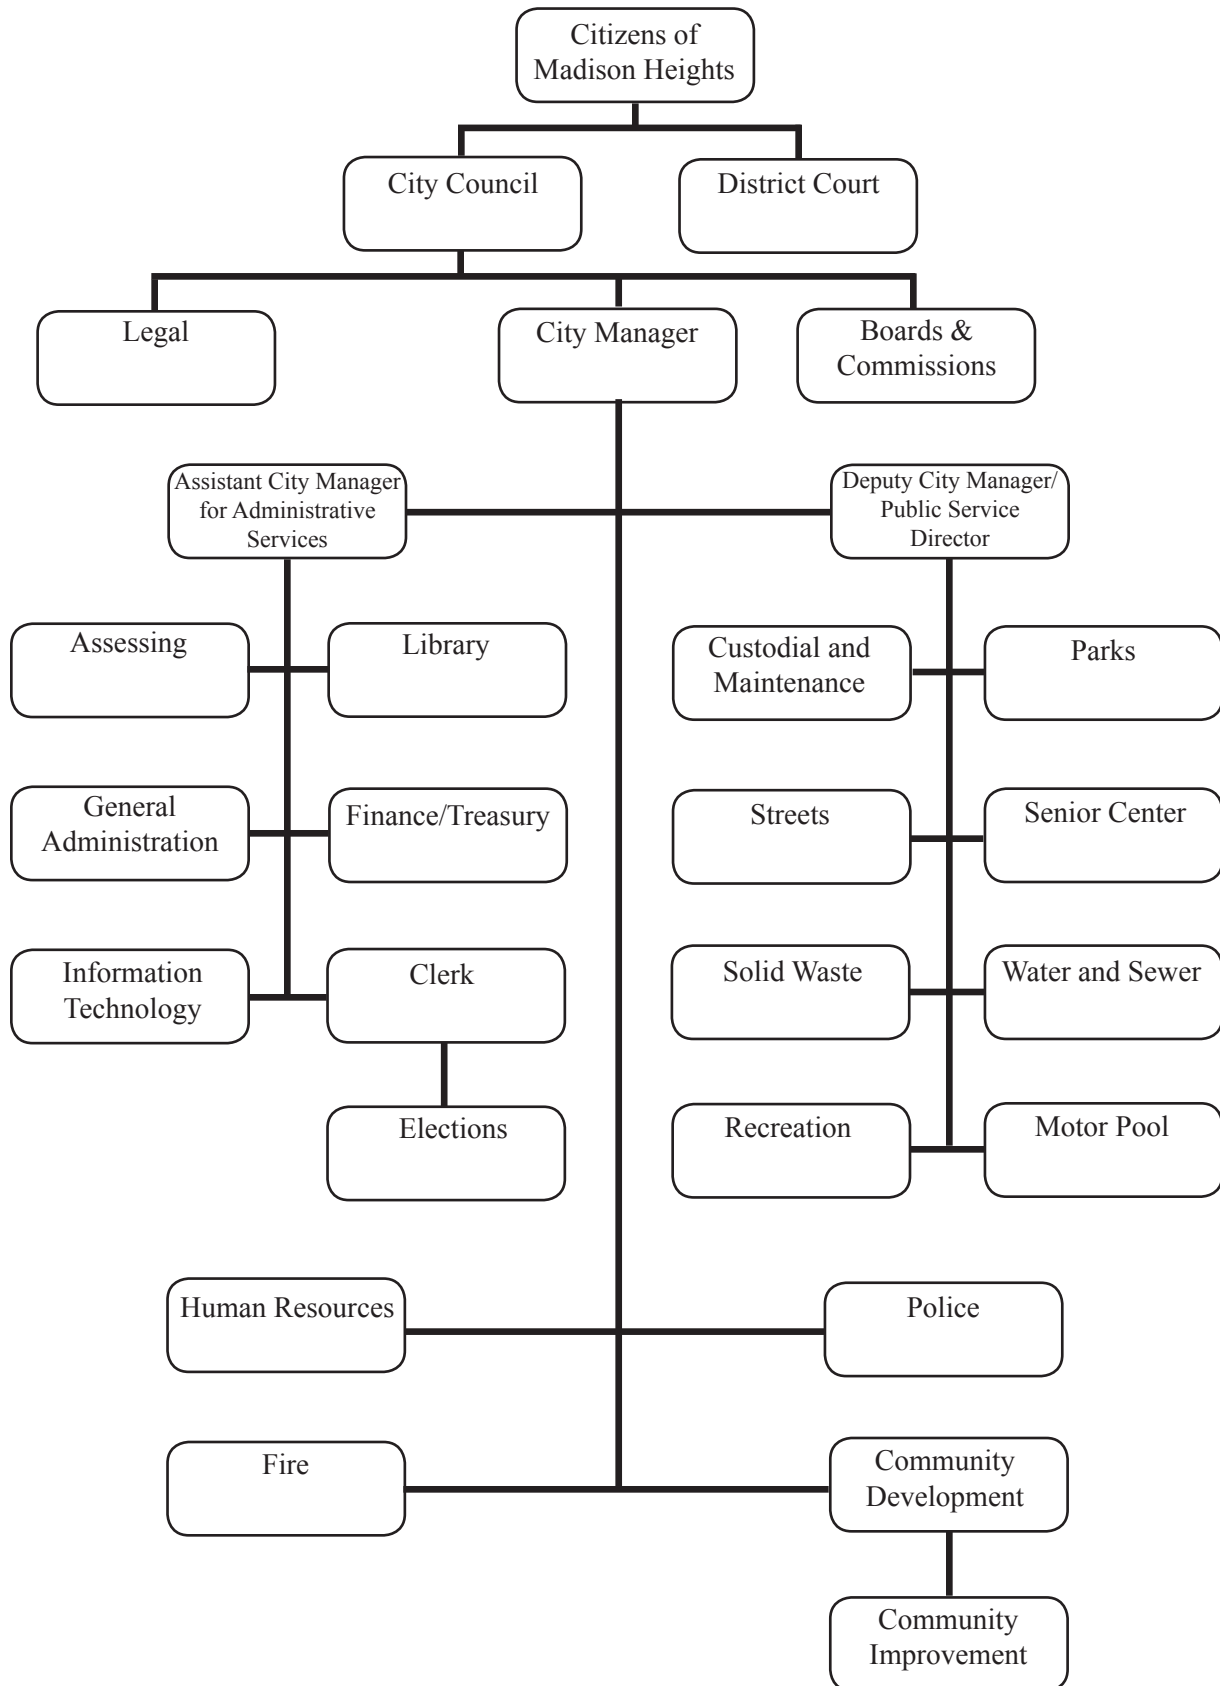 Citizens of
Madison Heights
City Council
District Court
Legal
City Manager
Boards &
Commissions
Assistant City Manager
for Administrative
Services
Deputy City Manager/
Public Service
Director
Assessing
Library
Custodial and
Maintenance
Parks
General
Administration
Finance/Treasury
Streets
Senior Center
Information
Technology
Clerk
Solid Waste
Water and Sewer
Elections
Recreation
Motor Pool
Human Resources
Police
Fire
Community
Development
Community
Improvement